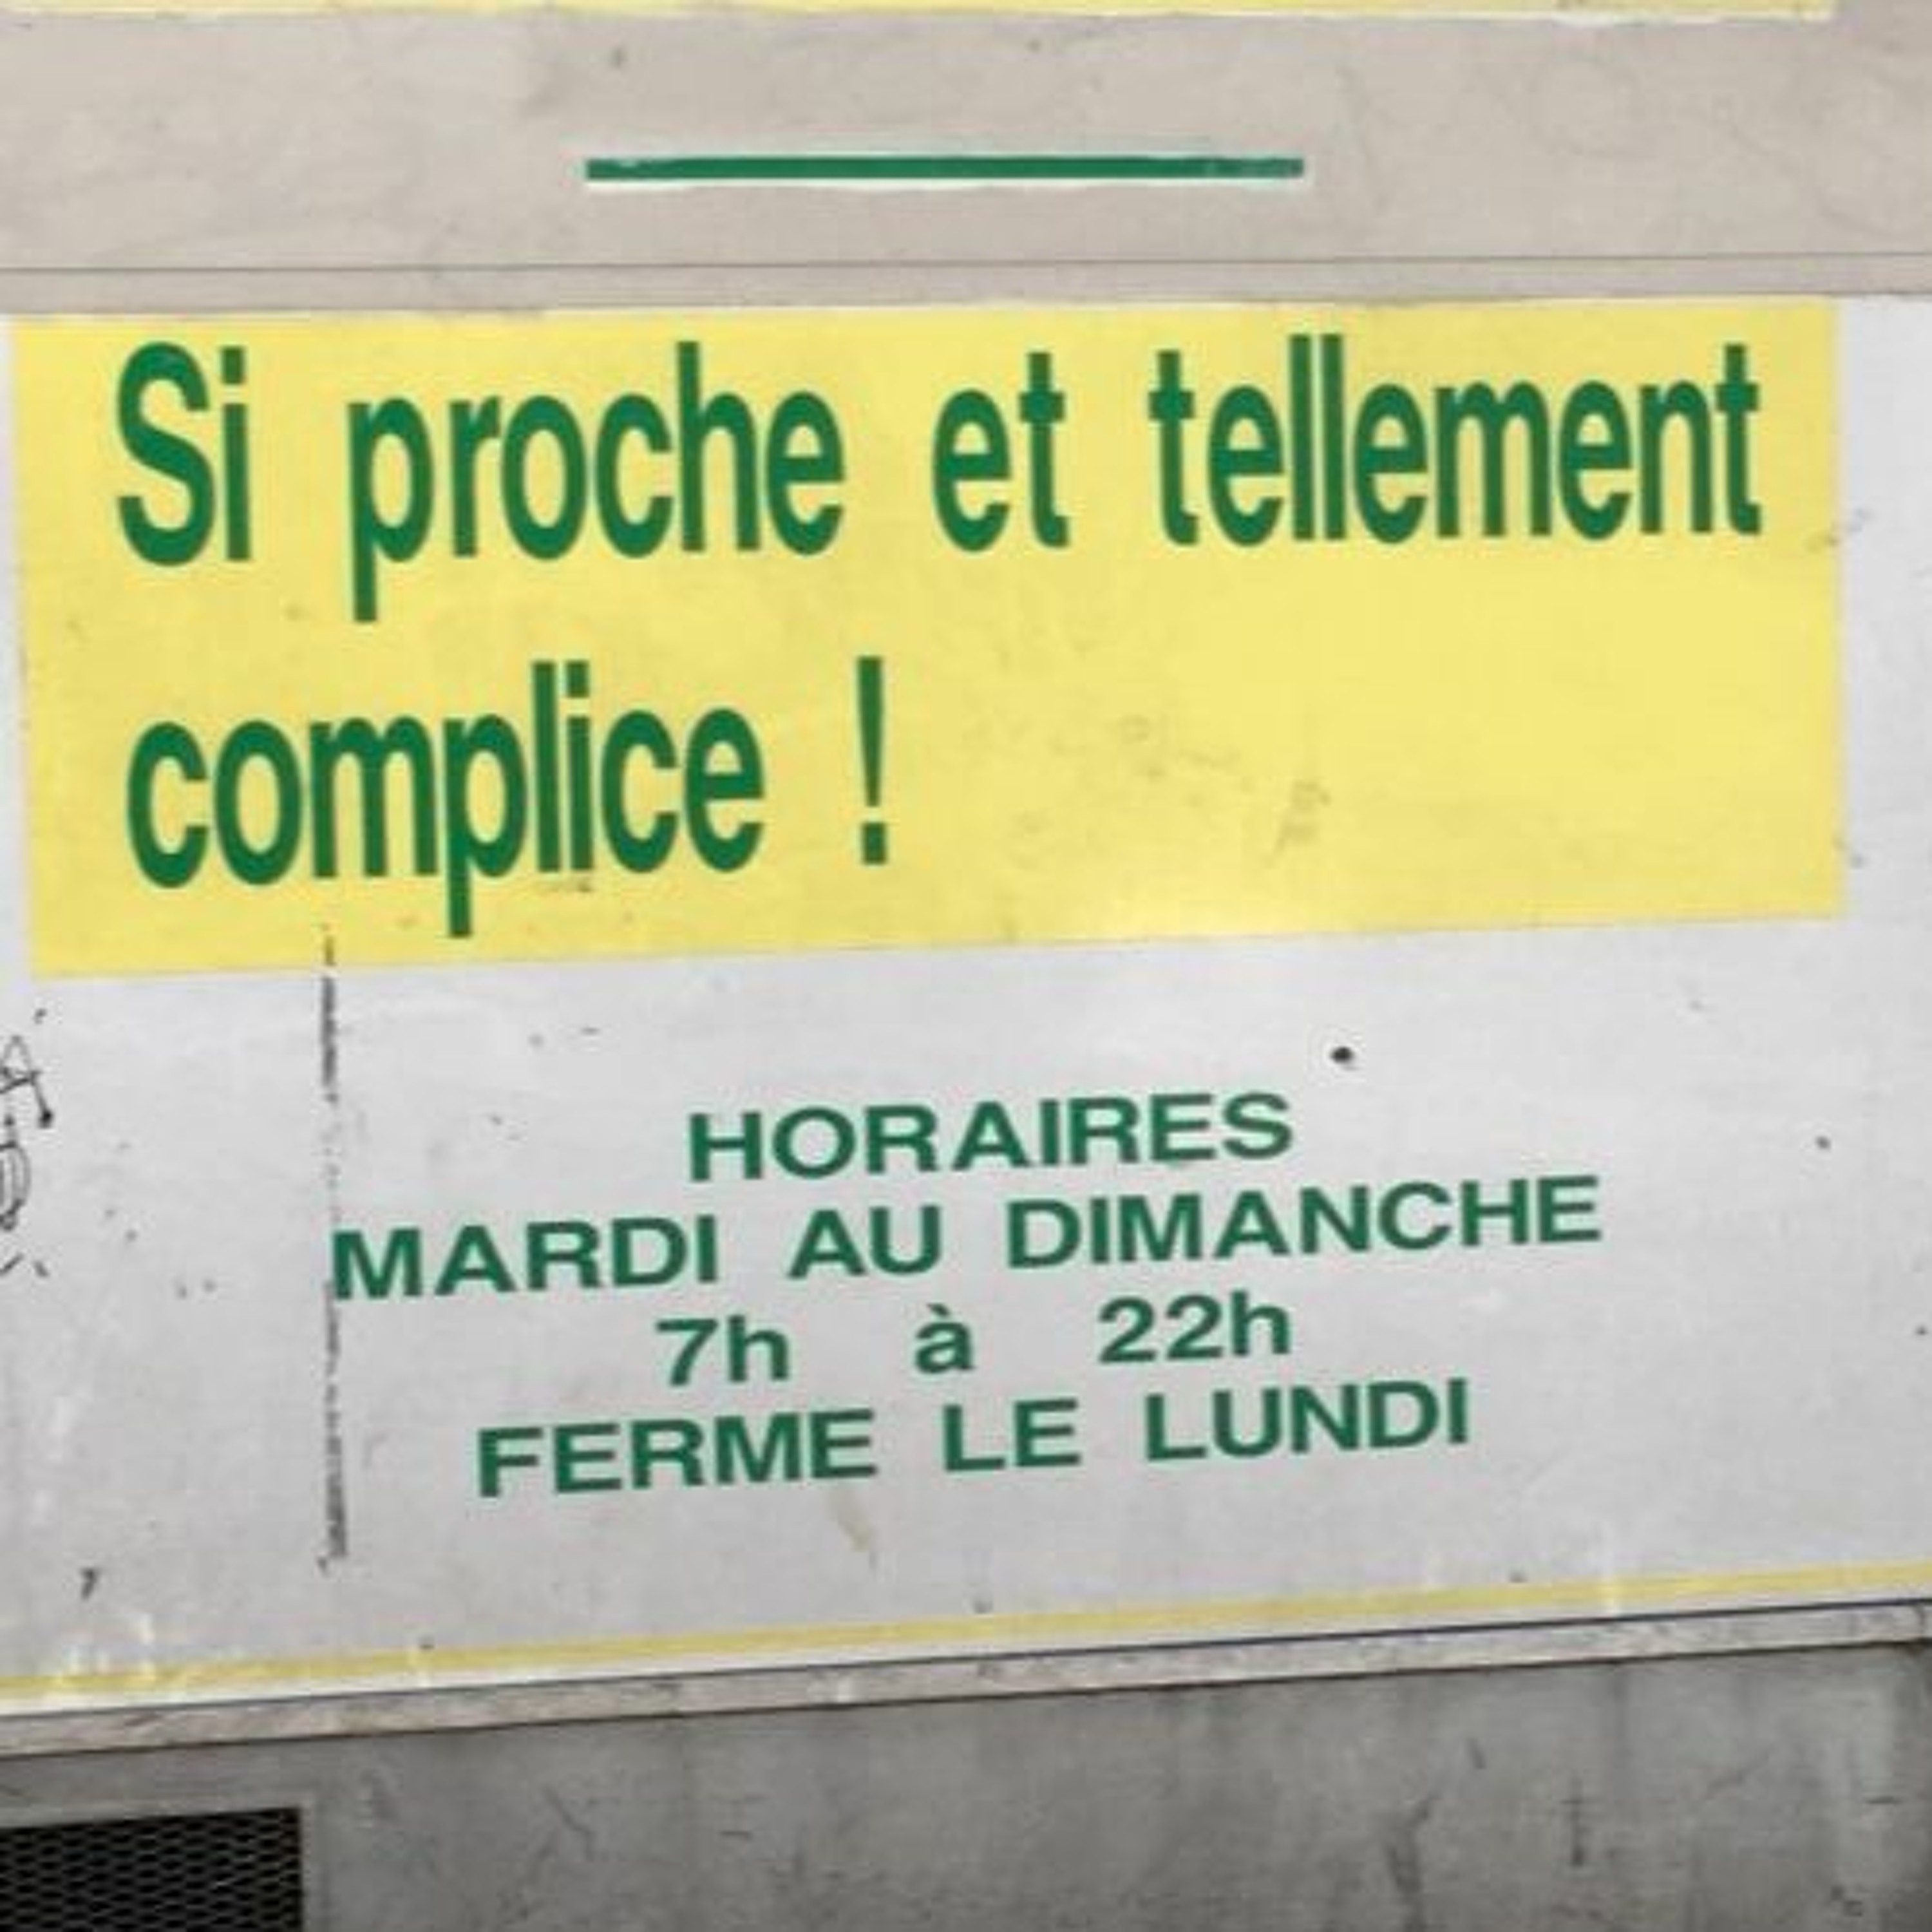 Si proche et tellement
complice !
HORAIRES
MARDI AU DIMANCHE
7h à 22h
FERME LE LUNDI